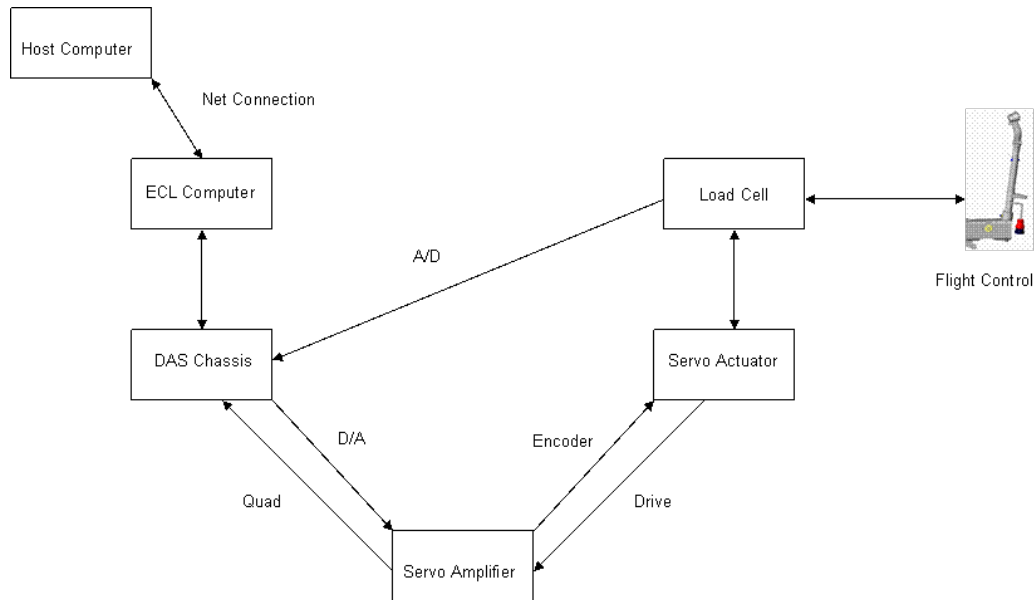 Host Computer
Net Connection
ECL Computer
Load Cell
A/D
Flight Control
DAS Chassis
Servo Actuator
D/A
Encoder
Quad
Drive
Servo Amplifier